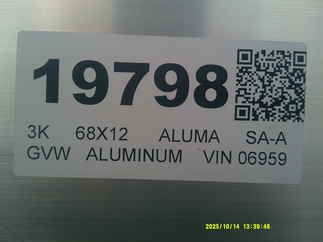 19798
3K 68X12 ALUMA SA-A
GVW ALUMINUM VIN 06959
2025/10/14 13:39:46